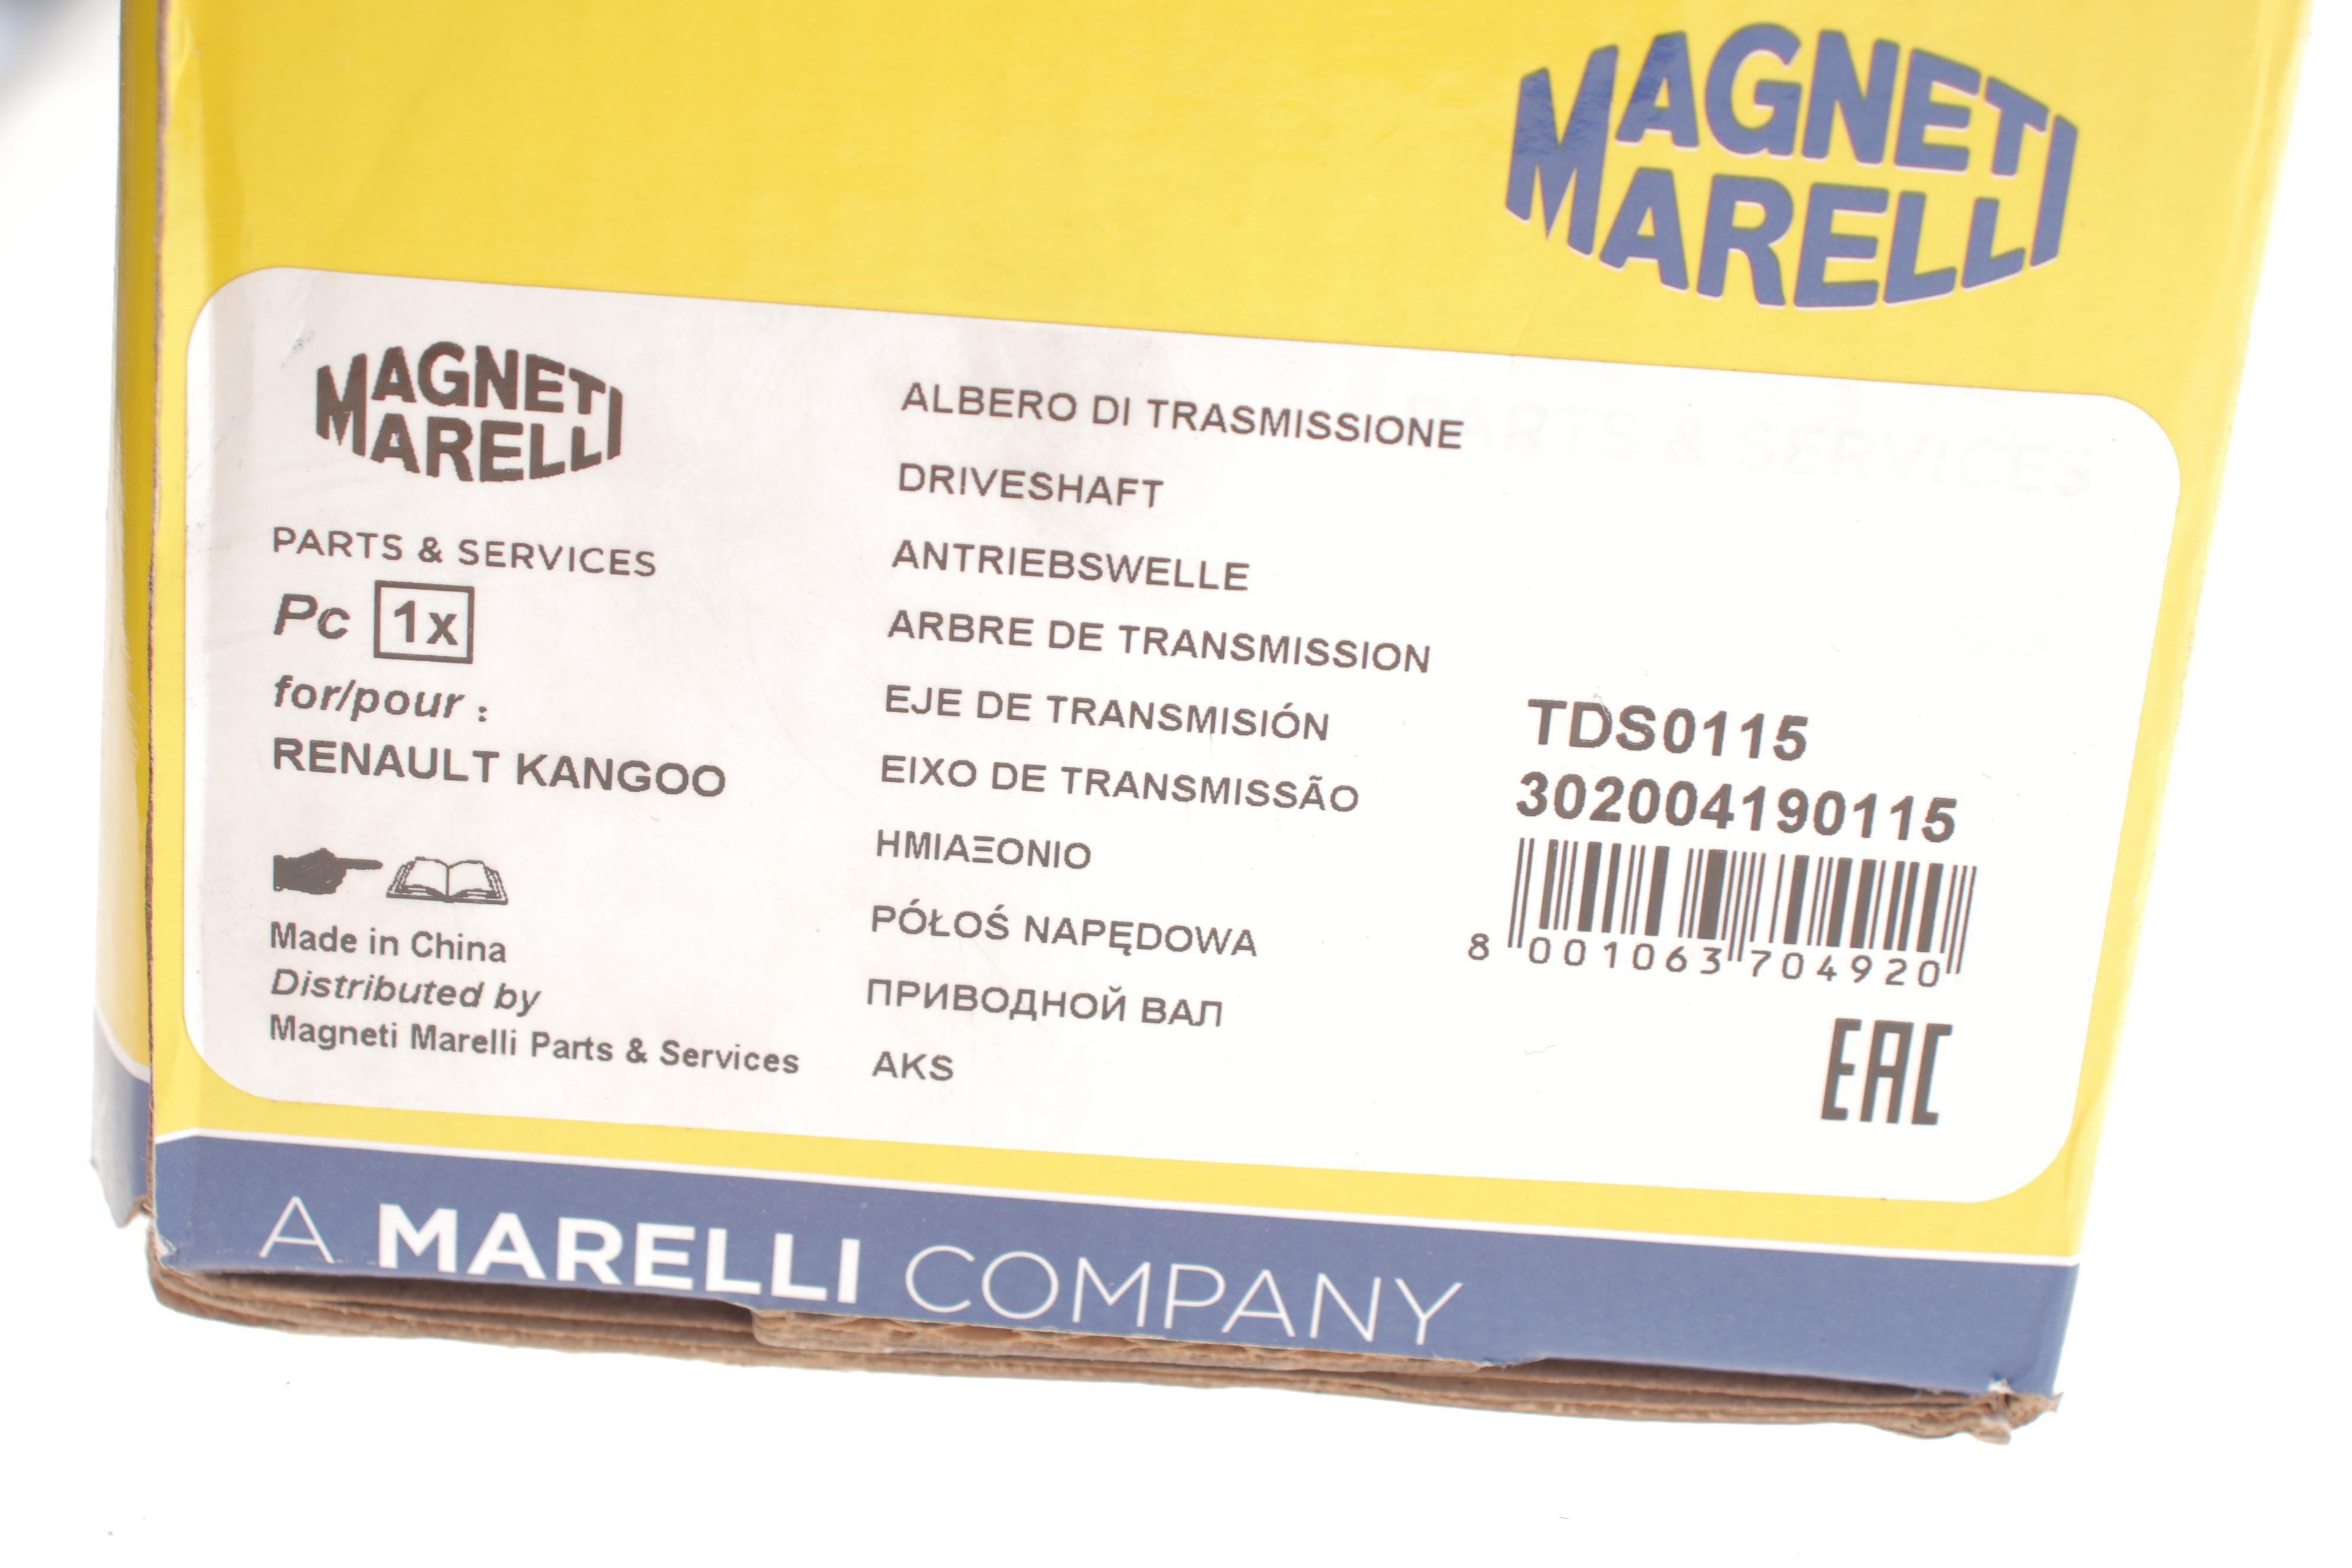 MAGNETI
MARELLI
PARTS & SERVICES
MAGNETI
MARELLI
PARTS & SERVICES
Pc 1x
for/pour :
RENAULT KANGOO
Made in China
Distributed by
Magneti Marelli Parts & Services
ALBERO DI TRASMISSIONE
DRIVESHAFT
ANTRIEBSWELLE
ARBRE DE TRANSMISSION
EJE DE TRANSMISIÓN
EIXO DE TRANSMISSÃO
ΗΜΙΑΞΟΝΙΟ
PÓŁOŚ NAPĘDOWA
ПРИВОДНОЙ ВАЛ
AKS
TDS0115
302004190115
8 001063 704920
EAC
A MARELLI COMPANY